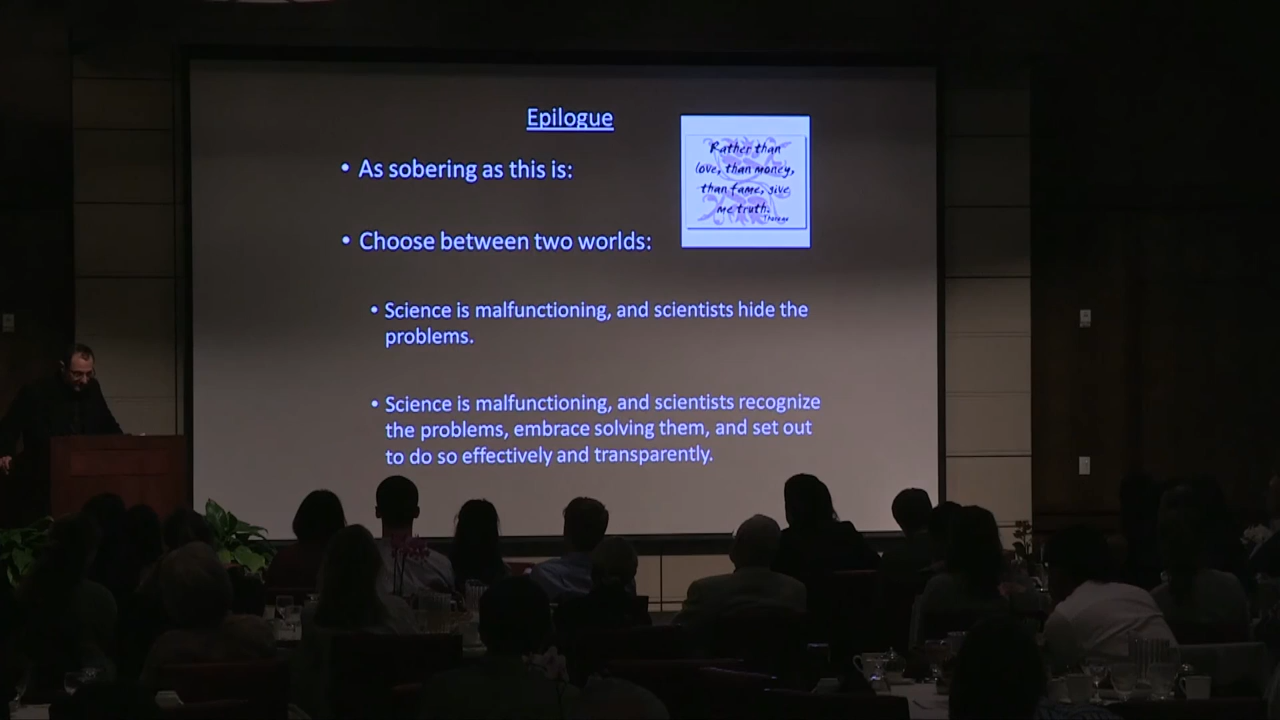 Epilogue
• As sobering as this is:
• Choose between two worlds:
• Science is malfunctioning, and scientists hide the
problems.
• Science is malfunctioning, and scientists recognize
the problems, embrace solving them, and set out
to do so effectively and transparently.
Rather than
love, than money,
than fame, give
me truth.
Thoreau